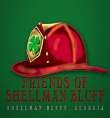 FRIENDS OF
SHELLMAN BLUFF
SHELLMAN BLUFF, GEORGIA